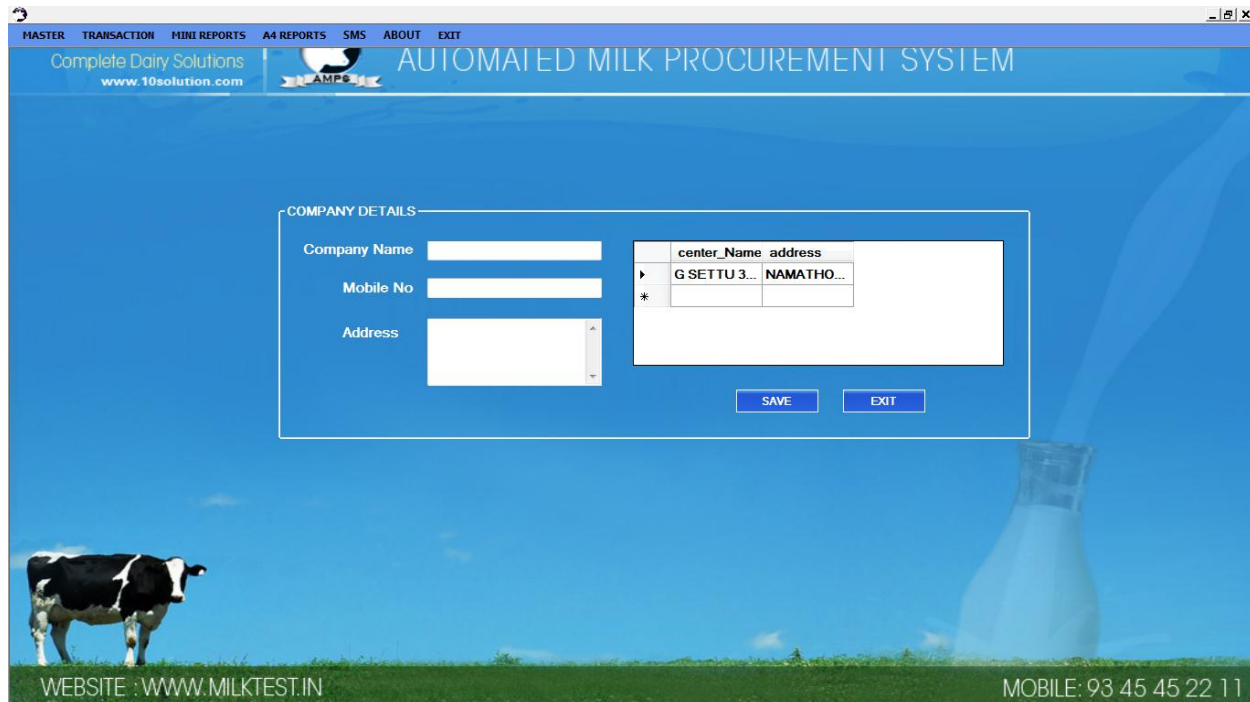 MASTER TRANSACTION MINI REPORTS A4 REPORTS SMS ABOUT EXIT
Complete Dairy Solutions
www.10solution.com
AMPS
AUTOMATED MILK PROCUREMENT SYSTEM
COMPANY DETAILS
Company Name
Mobile No
Address
center_Name address
G SETTU 3... NAMATHO...
SAVE EXIT
WEBSITE : WWW.MILKTEST.IN
MOBILE: 93 45 45 22 11